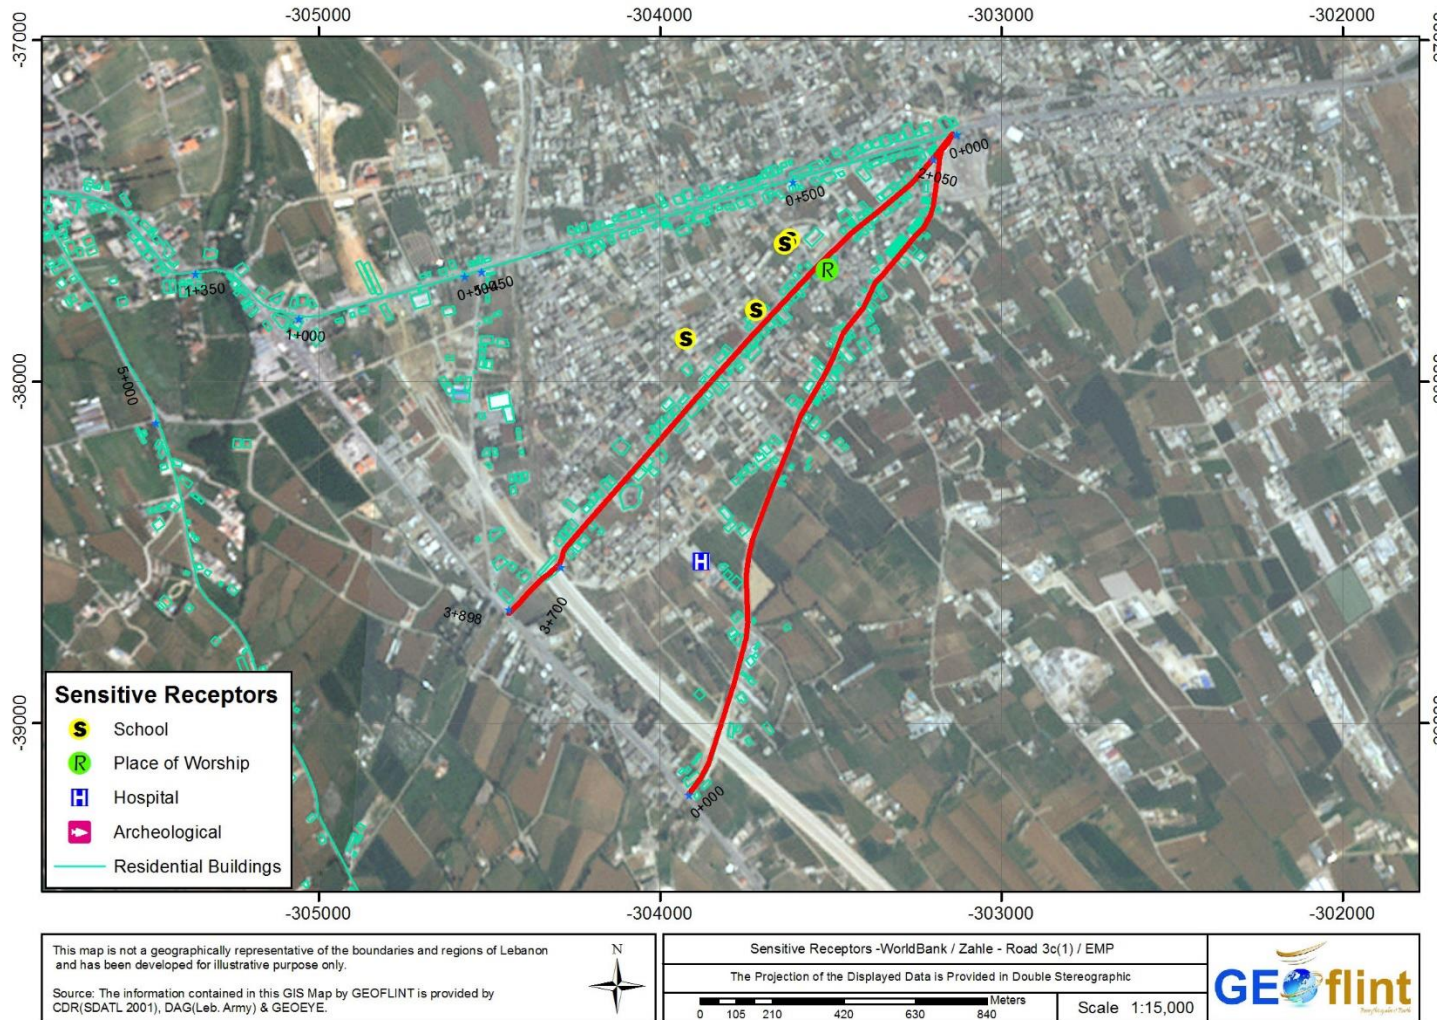 -305000
-304000
-303000
-302000
-37000
-38000
-39000
0+000
2+050
0+500
1+350
1+000
5+000
3+898
3+700
0+000
Sensitive Receptors
S School
R Place of Worship
H Hospital
Archeological
Residential Buildings
-305000
-304000
-303000
-302000
This map is not a geographically representative of the boundaries and regions of Lebanon
and has been developed for illustrative purpose only.
Source: The information contained in this GIS Map by GEOFLINT is provided by
CDR(SDATL 2001), DAG(Leb. Army) & GEOEYE.
N
Sensitive Receptors -WorldBank / Zahle - Road 3c(1) / EMP
The Projection of the Displayed Data is Provided in Double Stereographic
Meters
0 105 210 420 630 840
Scale 1:15,000
GEOflint